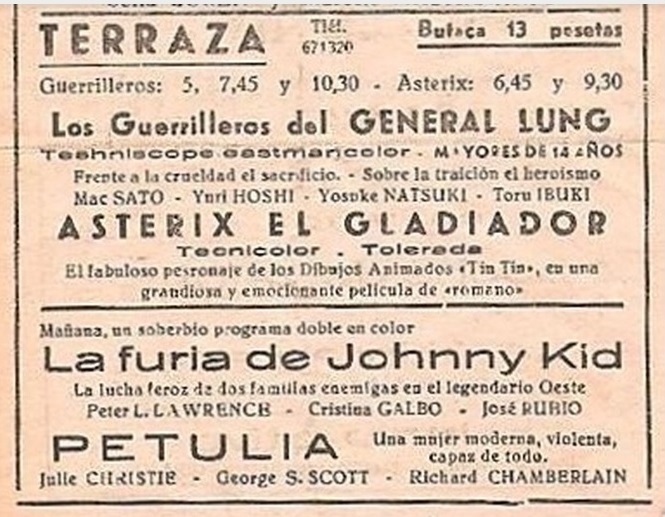 TERRAZA
Tléf.
671320
Butaca 13 pesetas
Guerrilleros: 5, 7,45 y 10,30 - Asterix: 6,45 y 9,30
Los Guerrilleros del GENERAL LUNG
Teshniscope eastmancolor - MAYORES DE 14 AÑOS
Frente a la crueldad el sacrificio. - Sobre la traición el heroismo
Mac SATO - Yuri HOSHI - Yosuke NATSUKI - Toru IBUKI
ASTERIX EL GLADIADOR
Tecnicolor . Tolerada
El fabuloso pesronaje de los Dibujos Animados «Tin Tin», en una
grandiosa y emocionante película de «romano»
Mañana, un soberbio programa doble en color
La furia de Johnny Kid
La lucha feroz de dos familias enemigas en el legendario Oeste
Peter L. LAWRENCE - Cristina GALBO - José RUBIO
PETULIA
Una mujer moderna, violenta,
capaz de todo.
Julie CHRISTIE - George S. SCOTT - Richard CHAMBERLAIN